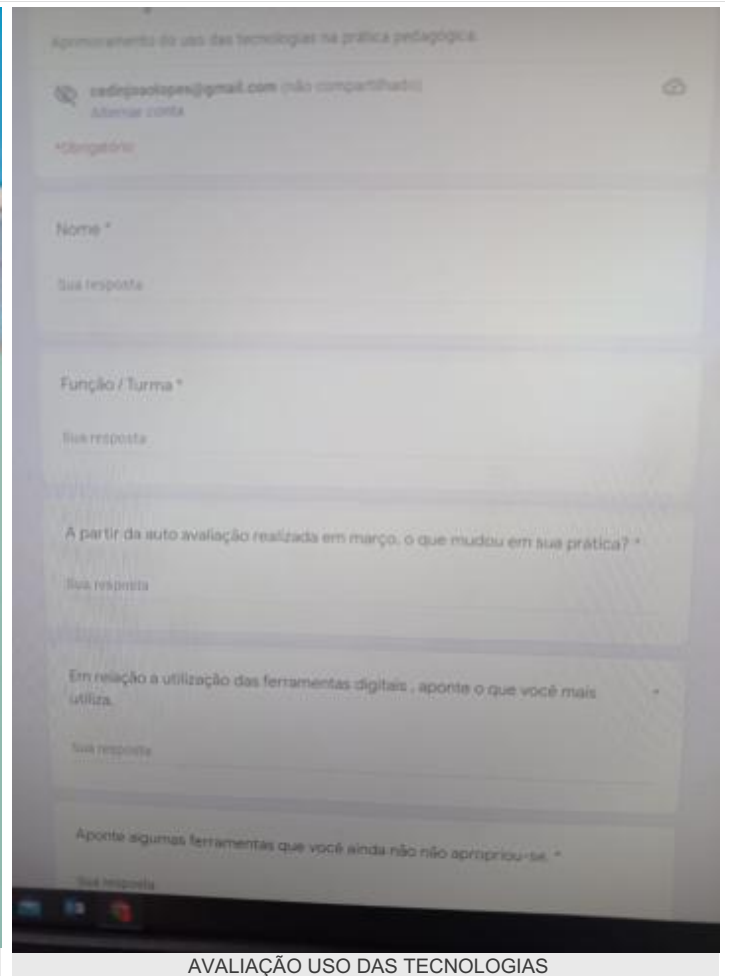 Aprimoramento do uso das tecnologias na prática pedagógica.
(não compartilhado)
Alternar conta
*Obrigatório
Nome *
Sua resposta
Função / Turma *
Sua resposta
A partir da auto avaliação realizada em março, o que mudou em sua prática? *
Sua resposta
Em relação a utilização das ferramentas digitais , aponte o que você mais *
utiliza.
Sua resposta
Aponte algumas ferramentas que você ainda não não apropriou-se. *
Sua resposta
AVALIAÇÃO USO DAS TECNOLOGIAS